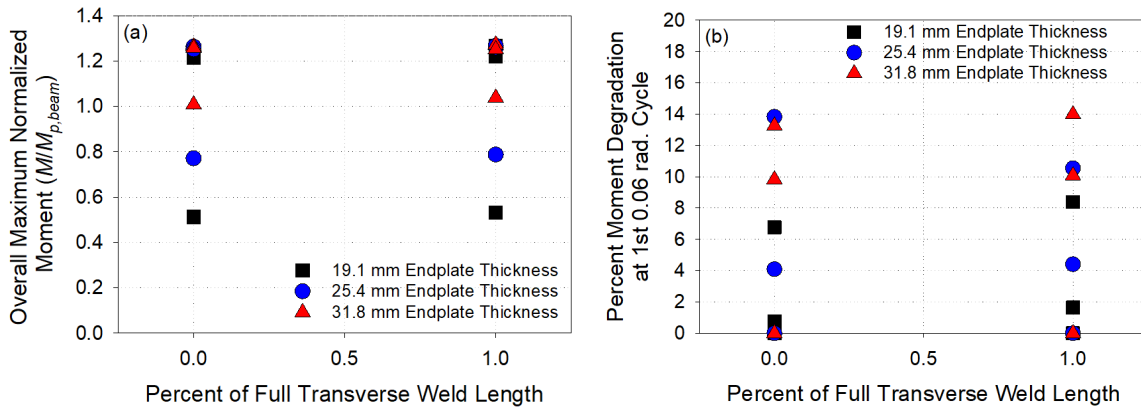 (a)
Overall Maximum Normalized
Moment (M/Mp,beam)
1.4
1.2
1.0
0.8
0.6
0.4
0.2
0.0
19.1 mm Endplate Thickness
25.4 mm Endplate Thickness
31.8 mm Endplate Thickness
0.0 0.5 1.0
Percent of Full Transverse Weld Length
(b)
Percent Moment Degradation
at 1st 0.06 rad. Cycle
20
18
16
14
12
10
8
6
4
2
0
19.1 mm Endplate Thickness
25.4 mm Endplate Thickness
31.8 mm Endplate Thickness
0.0 0.5 1.0
Percent of Full Transverse Weld Length